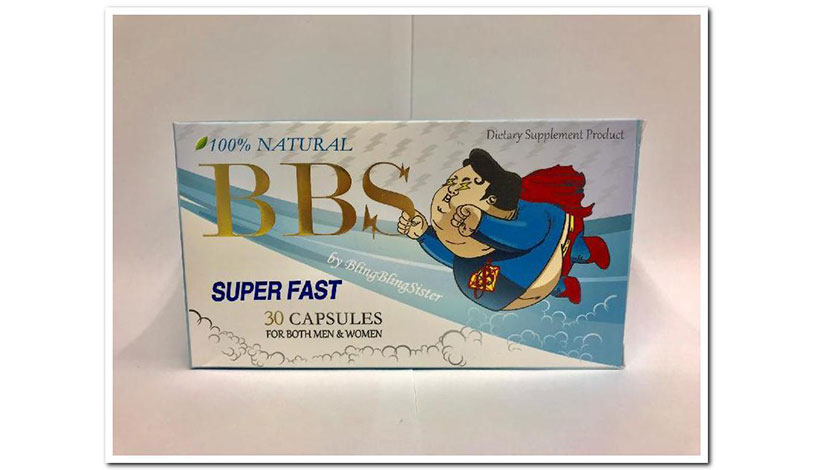 100% NATURAL
Dietary Supplement Product
BBS
by BlingBlingSister
SUPER FAST
30 CAPSULES
FOR BOTH MEN & WOMEN